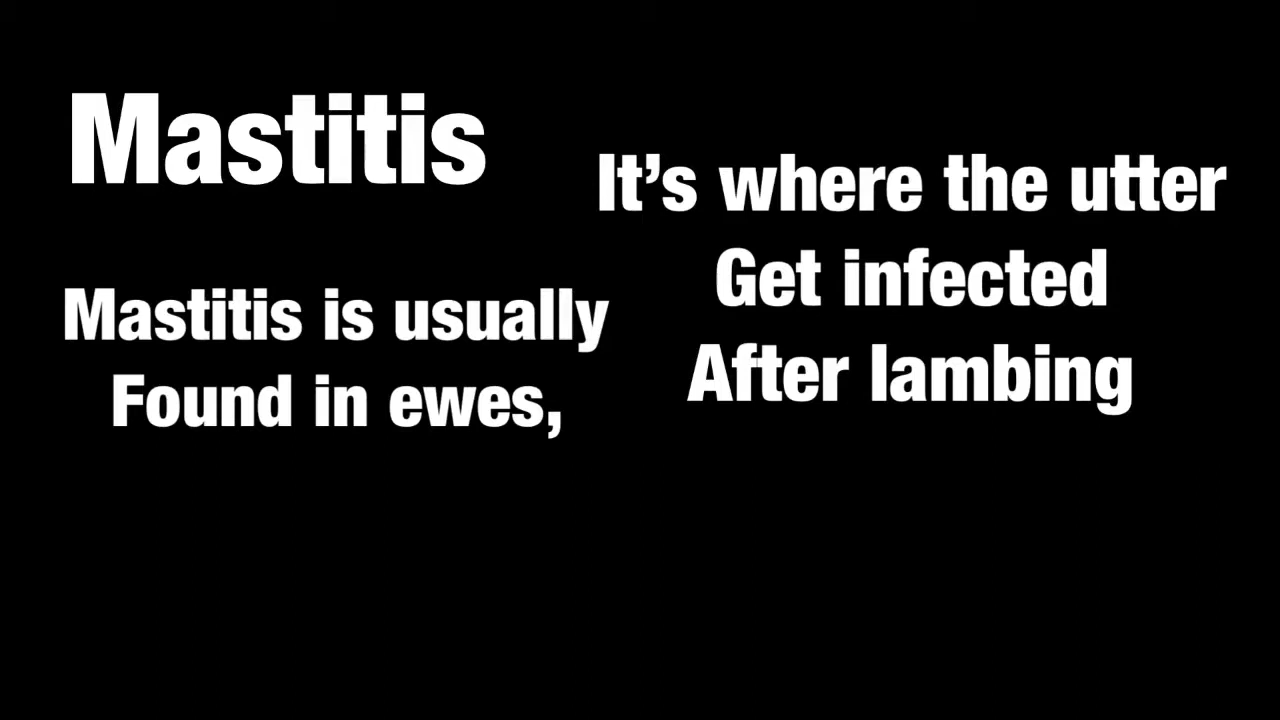 Mastitis
Mastitis is usually
Found in ewes,
It’s where the utter
Get infected
After lambing